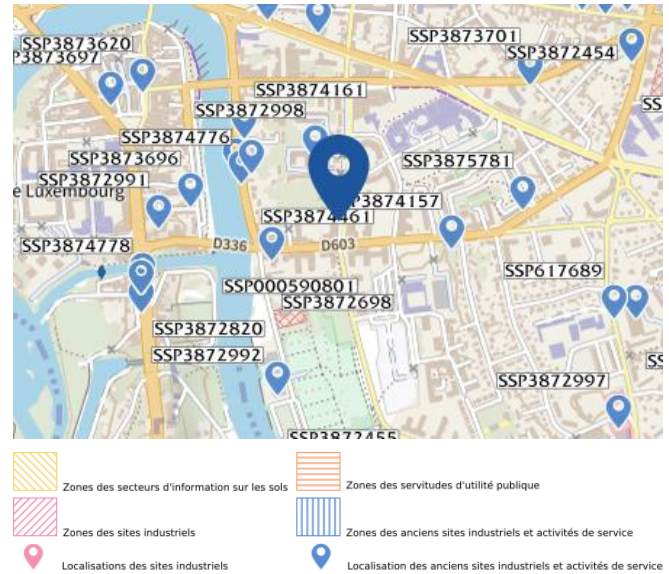 SSP3873620
SSP3873701
SSP3872454
P3873697
SSP3874161
SSP3872998
SSP3874776
SSP3873696
SSP3875781
SSP3872991
e Luxembourg
SSP3874157
SSP3874461
SSP3874778
D336
D603
SSP617689
SSP000590801
SSP3872698
SSP3872820
SSP3872992
SSP3872997
SSP3872455
Zones des secteurs d'information sur les sols
Zones des servitudes d'utilité publique
Zones des sites industriels
Zones des anciens sites industriels et activités de service
Localisations des sites industriels
Localisation des anciens sites industriels et activités de service